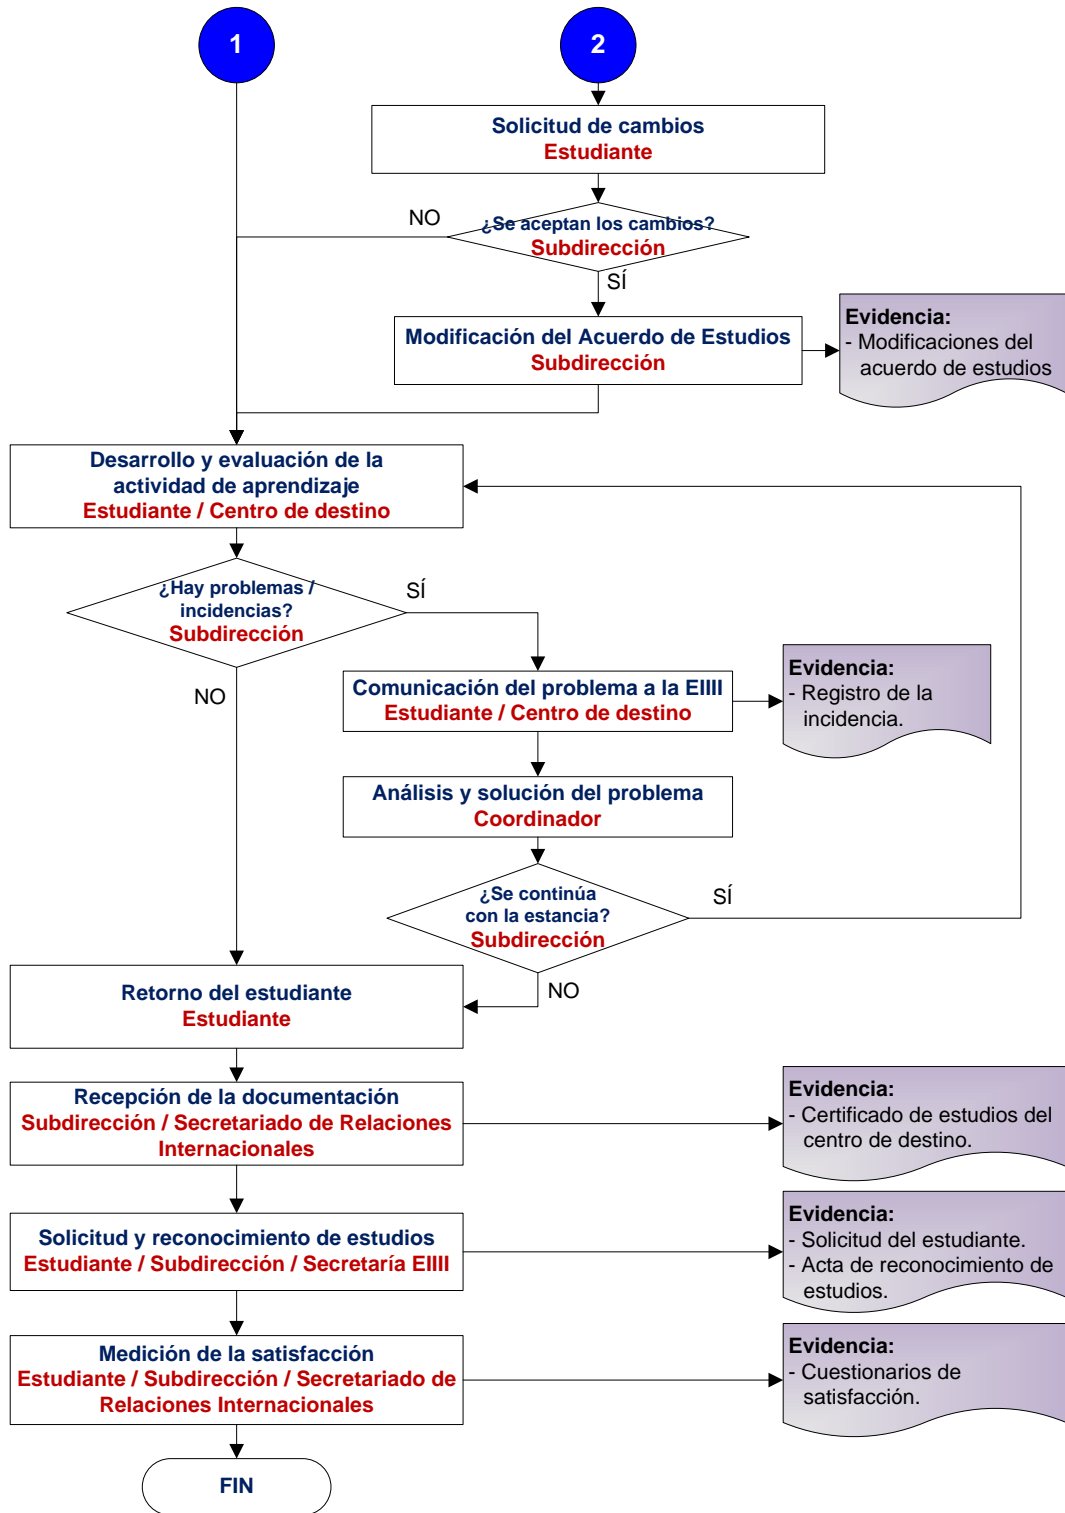 1
2
Solicitud de cambios
Estudiante
NO
¿Se aceptan los cambios?
Subdirección
SÍ
Modificación del Acuerdo de Estudios
Subdirección
Evidencia:
- Modificaciones del
acuerdo de estudios
Desarrollo y evaluación de la
actividad de aprendizaje
Estudiante / Centro de destino
¿Hay problemas /
incidencias?
Subdirección
SÍ
NO
Comunicación del problema a la EIIII
Estudiante / Centro de destino
Evidencia:
- Registro de la
incidencia.
Análisis y solución del problema
Coordinador
¿Se continúa
con la estancia?
Subdirección
SÍ
NO
Retorno del estudiante
Estudiante
Recepción de la documentación
Subdirección / Secretariado de Relaciones
Internacionales
Evidencia:
- Certificado de estudios del
centro de destino.
Solicitud y reconocimiento de estudios
Estudiante / Subdirección / Secretaría EIIII
Evidencia:
- Solicitud del estudiante.
- Acta de reconocimiento de
estudios.
Medición de la satisfacción
Estudiante / Subdirección / Secretariado de
Relaciones Internacionales
Evidencia:
- Cuestionarios de
satisfacción.
FIN